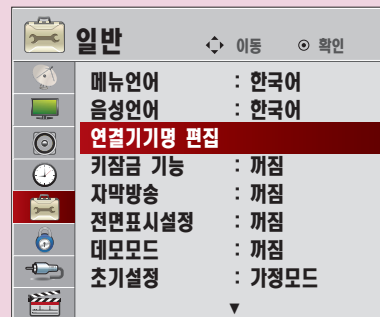 일반 이동 확인
메뉴언어 : 한국어
음성언어 : 한국어
연결기기명 편집
키잠금 기능 : 꺼짐
자막방송 : 꺼짐
전면표시설정 : 꺼짐
데모모드 : 꺼짐
초기설정 : 가정모드